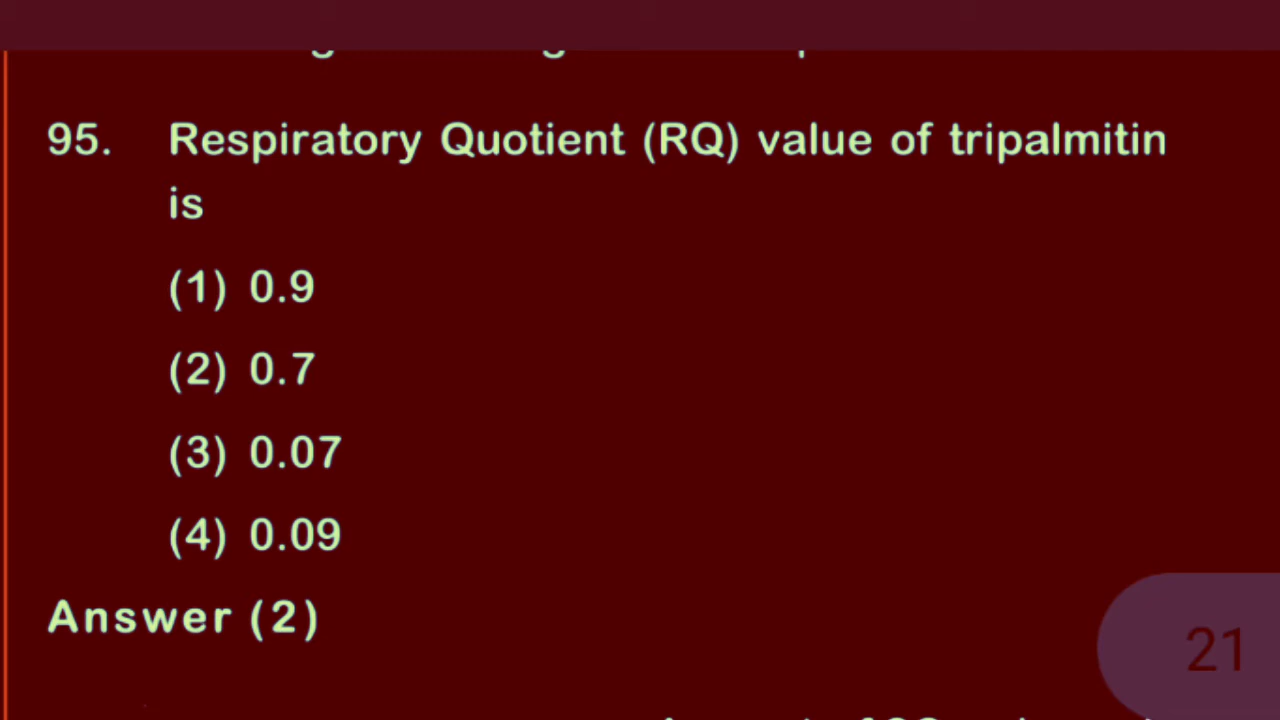 95. Respiratory Quotient (RQ) value of tripalmitin
is
(1) 0.9
(2) 0.7
(3) 0.07
(4) 0.09
Answer (2)
21